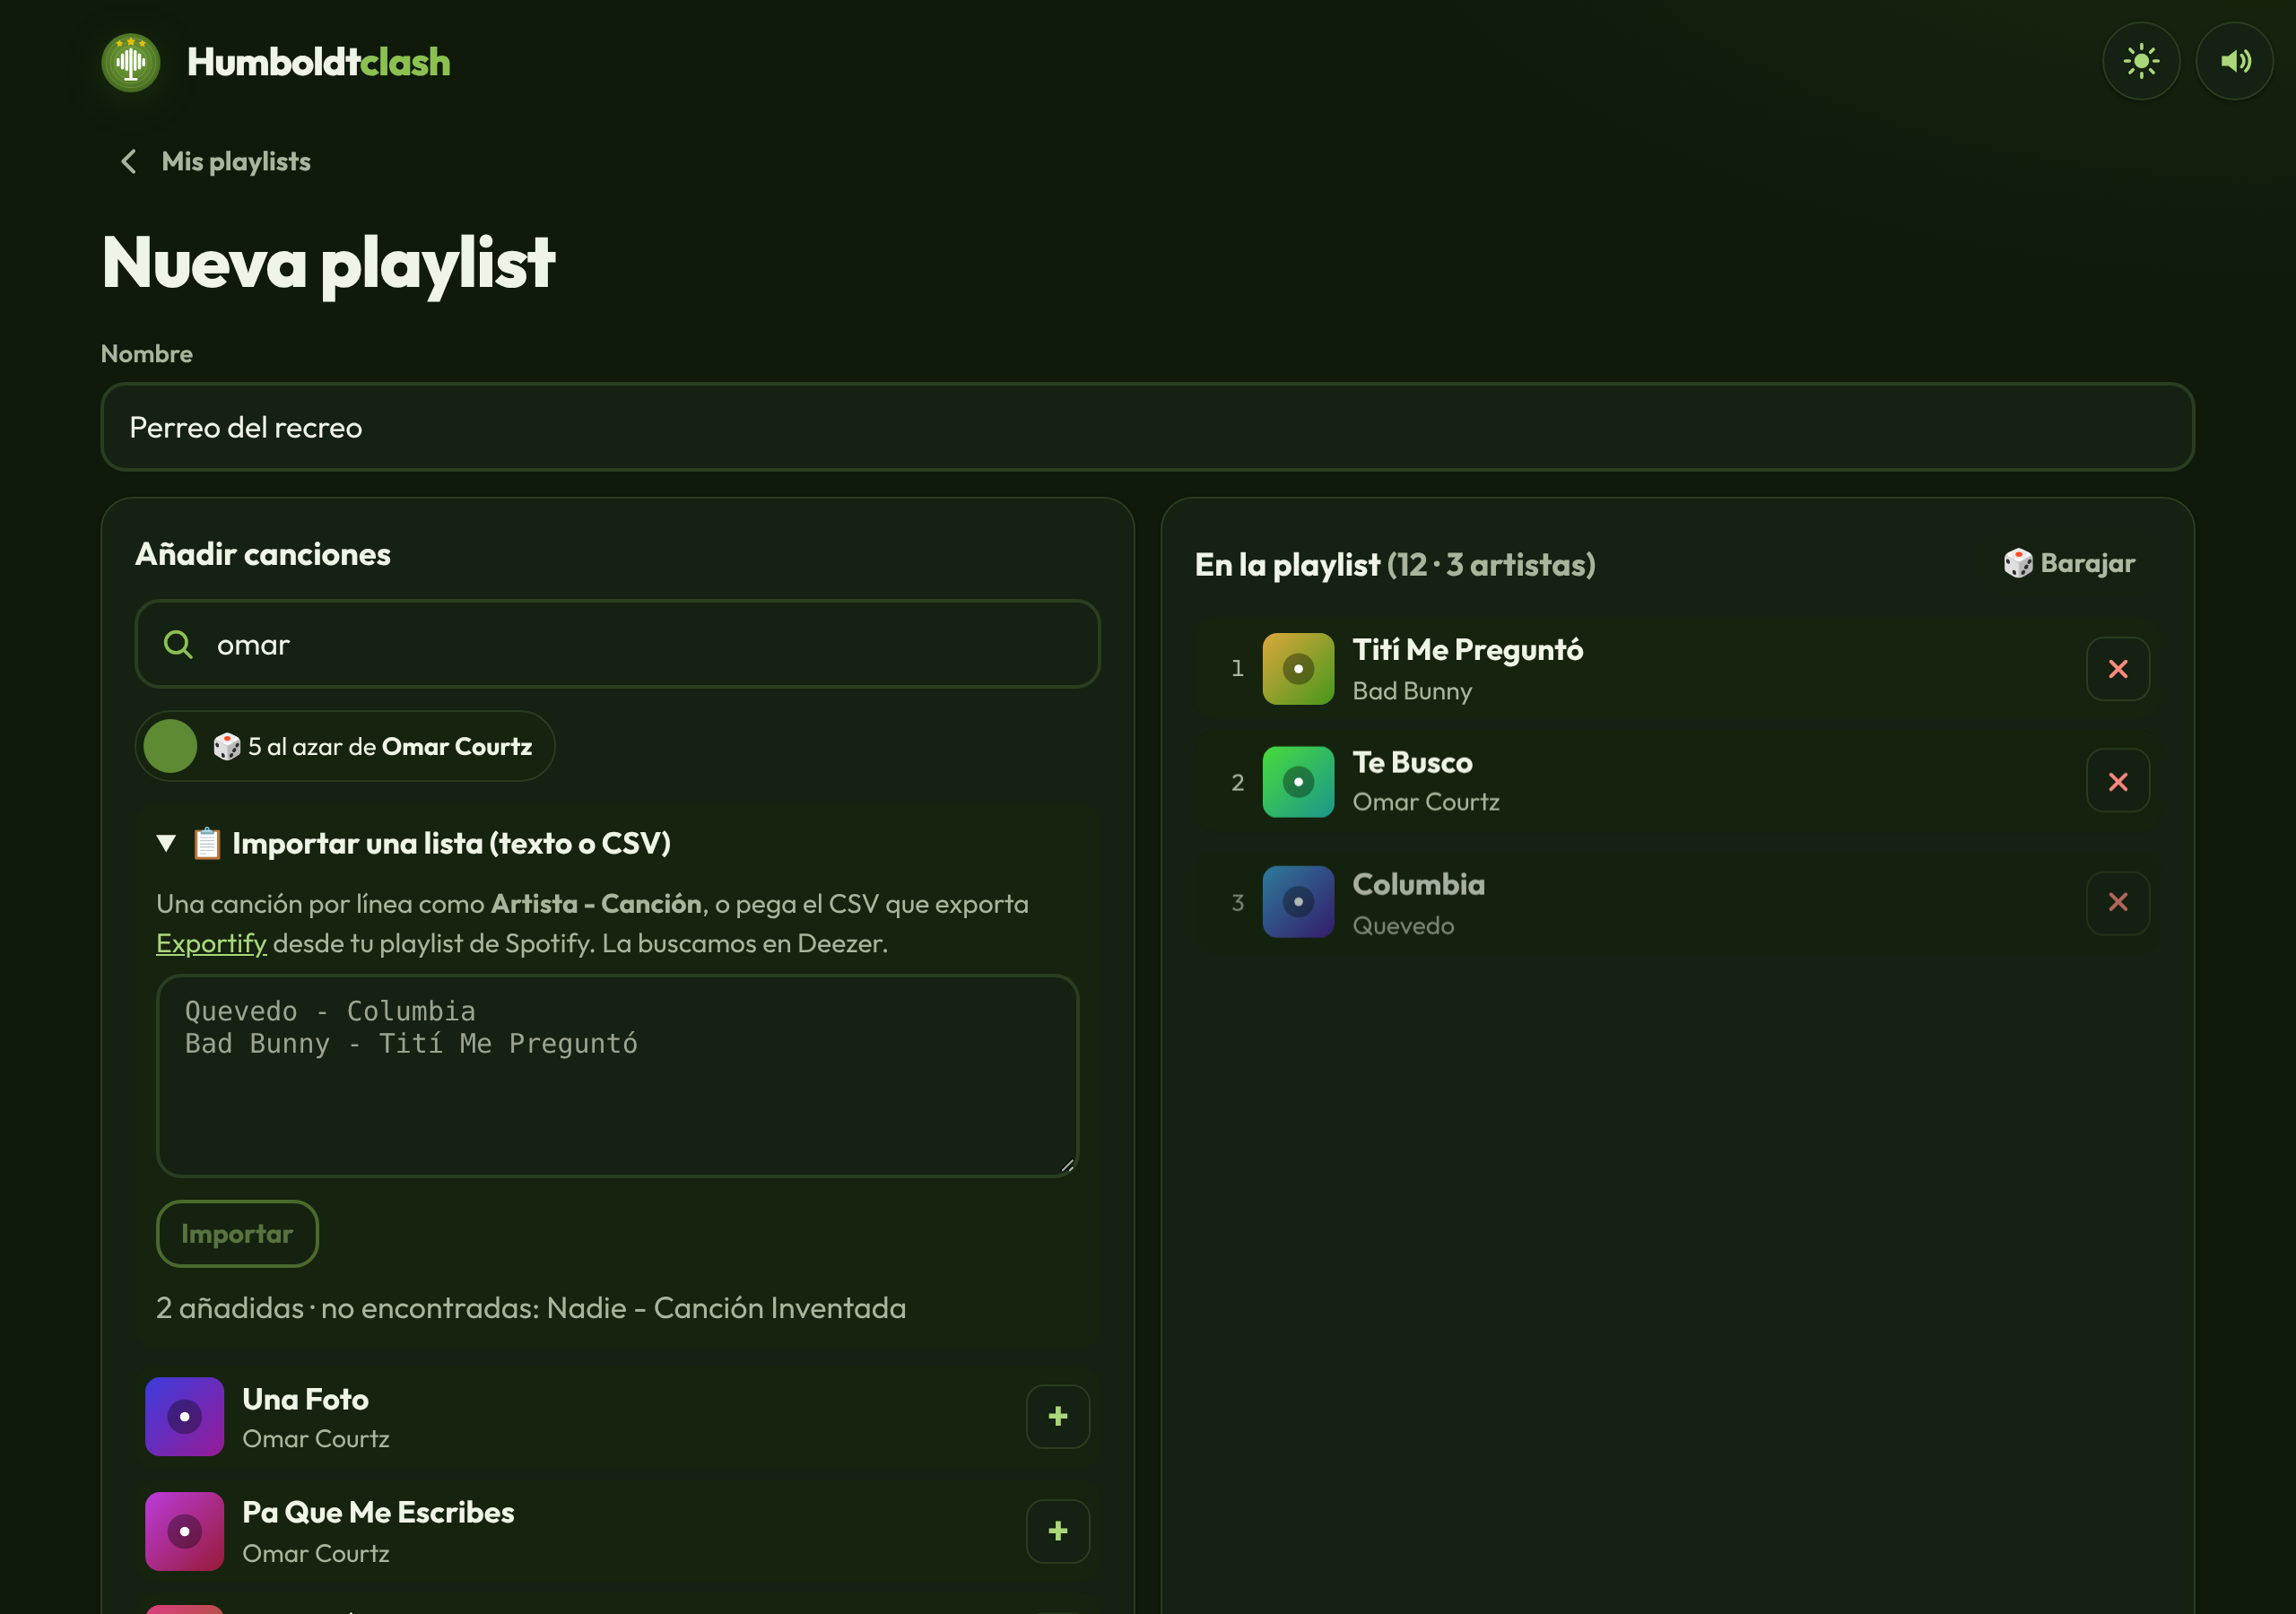 Humboldtclash
Mis playlists
Nueva playlist
Nombre
Perreo del recreo
Añadir canciones
omar
🎲 5 al azar de Omar Courtz
▼ 📋 Importar una lista (texto o CSV)
Una canción por línea como Artista - Canción, o pega el CSV que exporta
Exportify desde tu playlist de Spotify. La buscamos en Deezer.
Quevedo - Columbia
Bad Bunny - Tití Me Preguntó
Importar
2 añadidas · no encontradas: Nadie - Canción Inventada
Una Foto
Omar Courtz
+
Pa Que Me Escribes
Omar Courtz
+
En la playlist (12 · 3 artistas)
🎲 Barajar
1
Tití Me Preguntó
Bad Bunny
2
Te Busco
Omar Courtz
3
Columbia
Quevedo